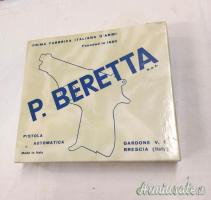 PRIMA FABBRICA ITALIANA D'ARMI
Founded in 1680
P. BERETTA
S.p.A.
PISTOLA
AUTOMATICA
Made in Italy
GARDONE V. T.
BRESCIA (Italy)
Armiusate.it